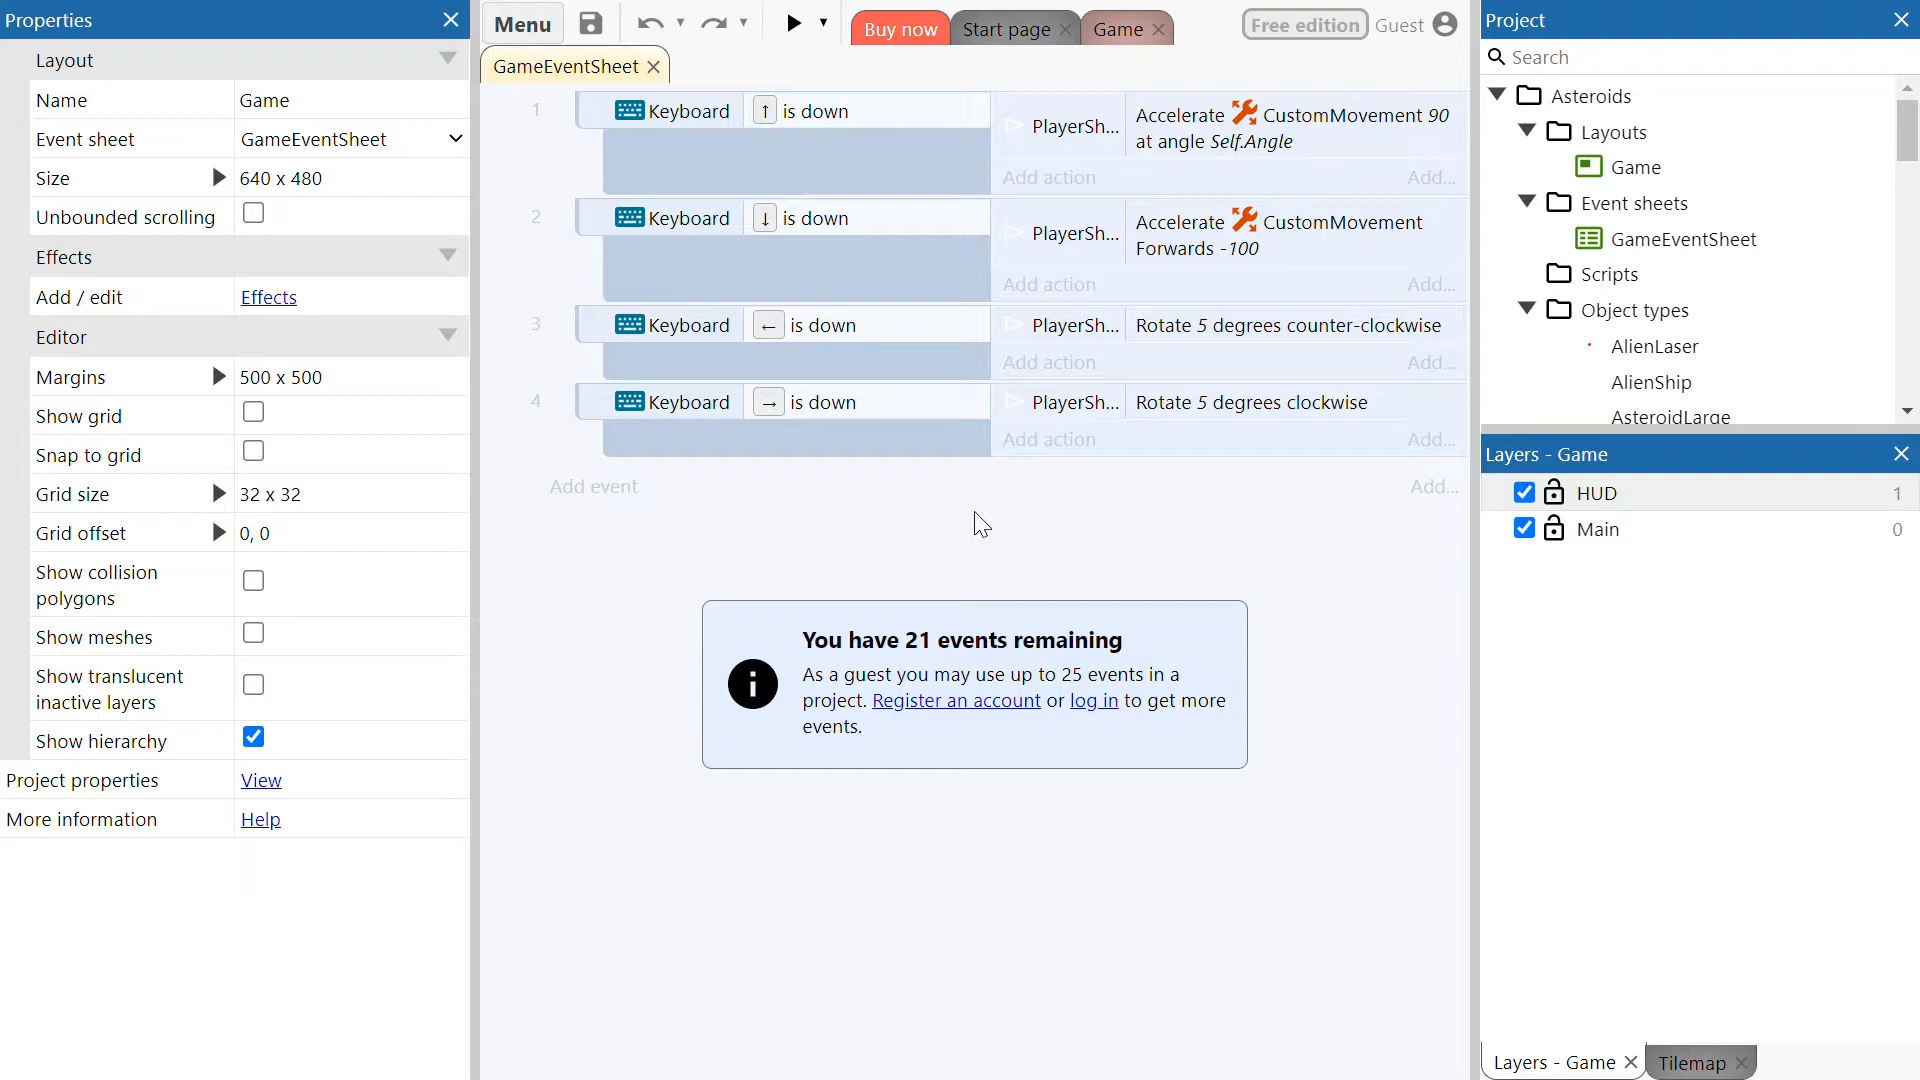 Properties
Layout
Name Game
Event sheet GameEventSheet
Size 640 x 480
Unbounded scrolling
Effects
Add / edit Effects
Editor
Margins 500 x 500
Show grid
Snap to grid
Grid size 32 x 32
Grid offset 0, 0
Show collision
polygons
Show meshes
Show translucent
inactive layers
Show hierarchy
Project properties View
More information Help
Menu
Buy now
Start page
Game
Free edition
Guest
GameEventSheet
1
Keyboard ↑ is down
PlayerSh... Accelerate CustomMovement 90
at angle Self.Angle
Add action Add...
2
Keyboard ↓ is down
PlayerSh... Accelerate CustomMovement
Forwards -100
Add action Add...
3
Keyboard ← is down
PlayerSh... Rotate 5 degrees counter-clockwise
Add action Add...
4
Keyboard → is down
PlayerSh... Rotate 5 degrees clockwise
Add action Add...
Add event Add...
You have 21 events remaining
As a guest you may use up to 25 events in a
project. Register an account or log in to get more
events.
Project
Search
Asteroids
Layouts
Game
Event sheets
GameEventSheet
Scripts
Object types
AlienLaser
AlienShip
AsteroidLarge
Layers - Game
HUD 1
Main 0
Layers - Game
Tilemap